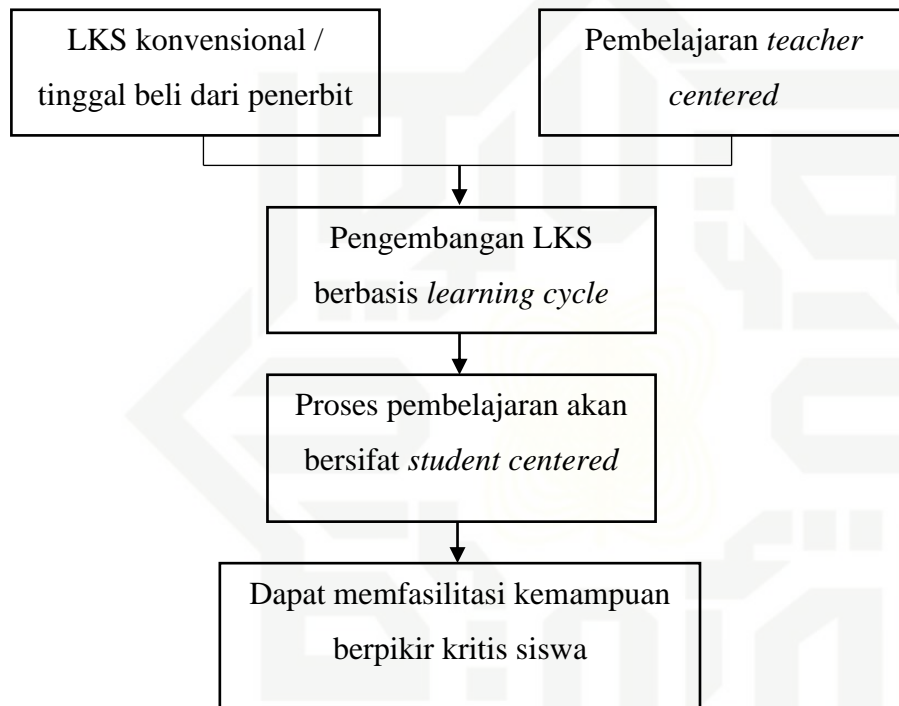 LKS konvensional /
tinggal beli dari penerbit
Pembelajaran teacher
centered
Pengembangan LKS
berbasis learning cycle
Proses pembelajaran akan
bersifat student centered
Dapat memfasilitasi kemampuan
berpikir kritis siswa